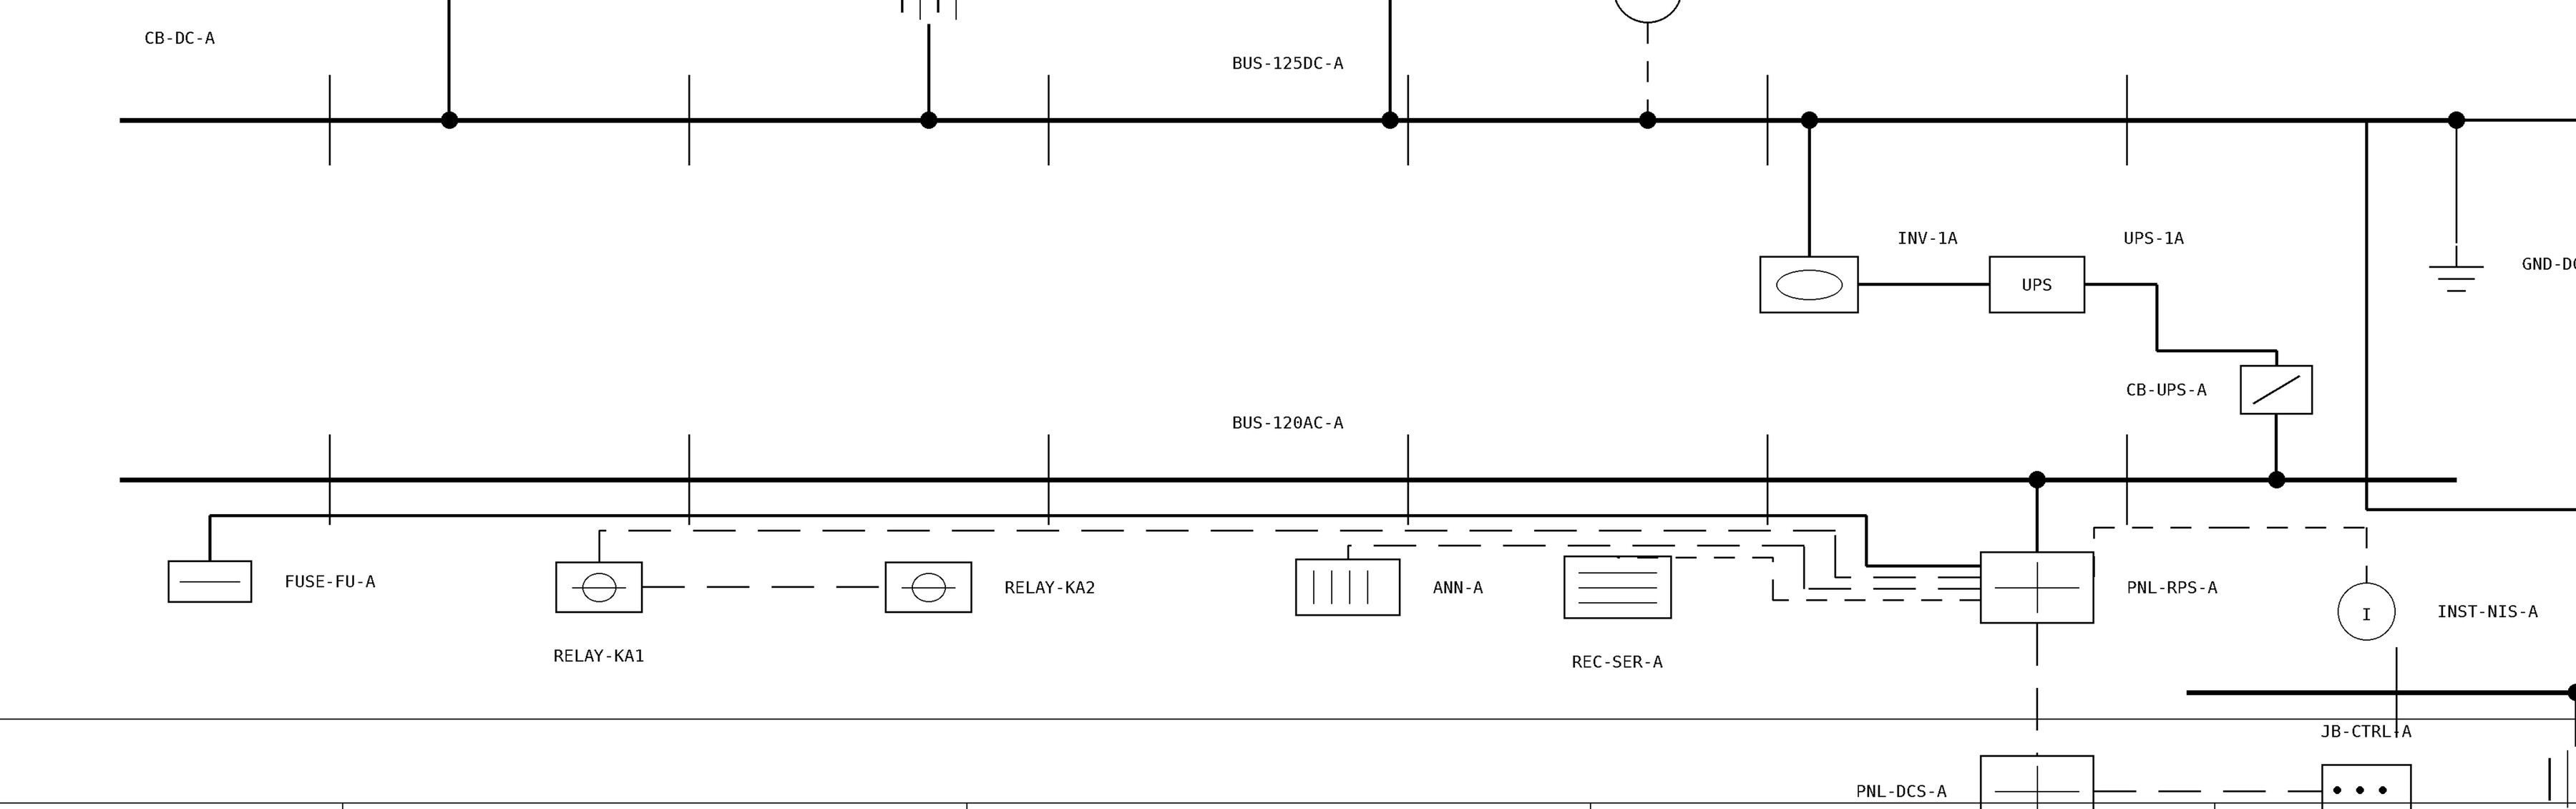 CB-DC-A
BUS-125DC-A
INV-1A
UPS-1A
UPS
CB-UPS-A
BUS-120AC-A
FUSE-FU-A
RELAY-KA2
ANN-A
PNL-RPS-A
I
INST-NIS-A
RELAY-KA1
REC-SER-A
JB-CTRL-A
PNL-DCS-A